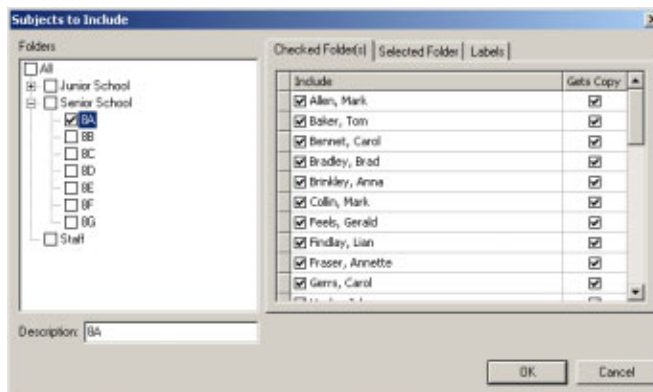 Subjects to Include
Folders
All
Junior School
Senior School
8A
8B
8C
8D
8E
8F
8G
Staff
Description: 8A
Checked Folder(s) Selected Folder Labels
Include Gets Copy
Allen, Mark
Baker, Tom
Bennet, Carol
Bradley, Brad
Brinkley, Anna
Collin, Mark
Feels, Gerald
Findlay, Lian
Fraser, Annette
Gerrs, Carol
OK Cancel